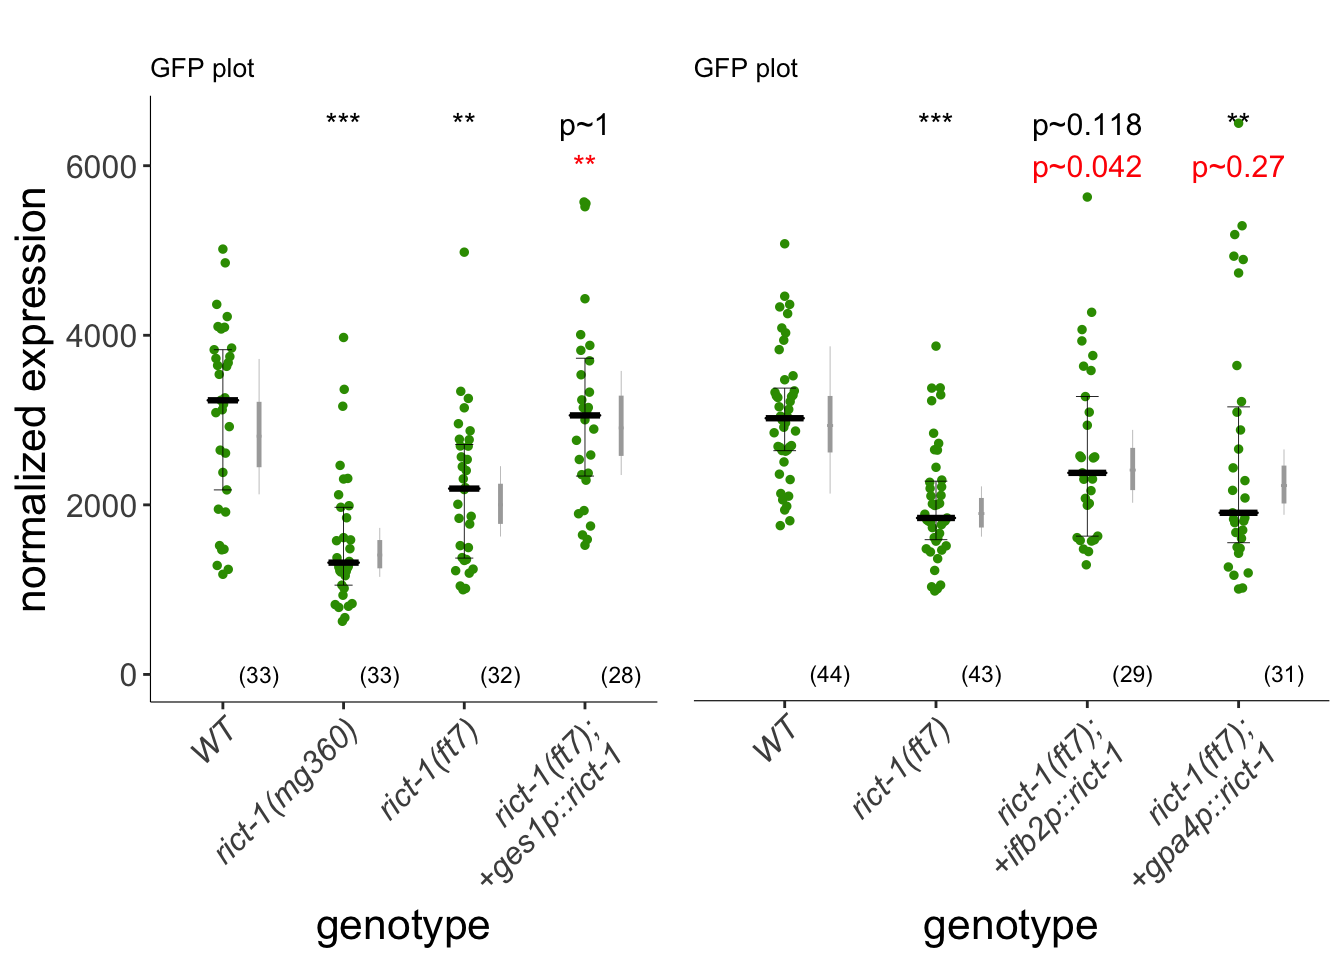 GFP plot
GFP plot
normalized expression
6000
4000
2000
0
*** ** p~1
**
*** p~0.118 **
p~0.042 p~0.27
(33) (33) (32) (28)
(44) (43) (29) (31)
WT
rict-1(mg360)
rict-1(ft7)
rict-1(ft7);
+ges1p::rict-1
WT
rict-1(ft7)
rict-1(ft7);
+ifb2p::rict-1
rict-1(ft7);
+gpa4p::rict-1
genotype
genotype